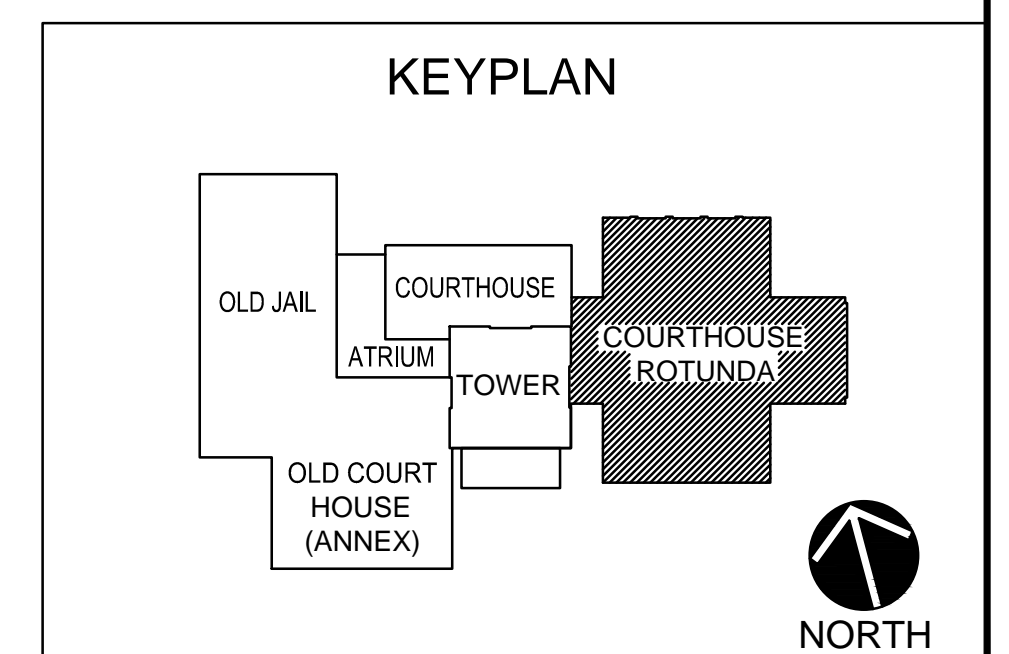 KEYPLAN
OLD JAIL
COURTHOUSE
ATRIUM
TOWER
COURTHOUSE
ROTUNDA
OLD COURT
HOUSE
(ANNEX)
NORTH